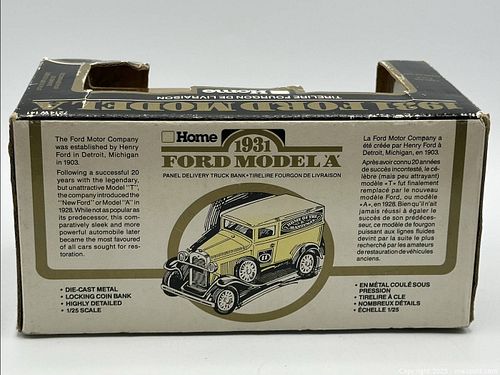 TIRELIRE FOURGON DE LIVRAISON
Home
1931 FORD MODEL A
Home
1931
FORD MODEL A
PANEL DELIVERY TRUCK BANK • TIRELIRE FOURGON DE LIVRAISON
The Ford Motor Company
was established by Henry
Ford in Detroit, Michigan
in 1903.
Following a successful 20
years with the legendary,
but unattractive Model "T",
the company introduced the
"New Ford" or Model "A" in
1928. While not as popular as
its predecessor, this com-
paratively sleek and more
powerful automobile later
became the most favoured
of all cars sought for res-
toration.
• DIE-CAST METAL
• LOCKING COIN BANK
• HIGHLY DETAILED
• 1/25 SCALE
La Ford Motor Company a
été créée par Henry Ford à
Detroit, Michigan, en 1903.
Après avoir connu 20 années
de succès incontesté, le cé-
lèbre (mais peu attrayant)
modèle «T» fut finalement
remplacé par le nouveau
modèle Ford, ou modèle
«A», en 1928. Bien qu'il n'ait
jamais réussi à égaler le
succès de son prédéces-
seur, ce modèle de fourgon
puissant aux lignes fluides
devint par la suite le plus
recherché par les amateurs
de restauration de véhicules
anciens.
• EN MÉTAL COULÉ SOUS
PRESSION
• TIRELIRE À CLÉ
• NOMBREUX DÉTAILS
• ÉCHELLE 1/25